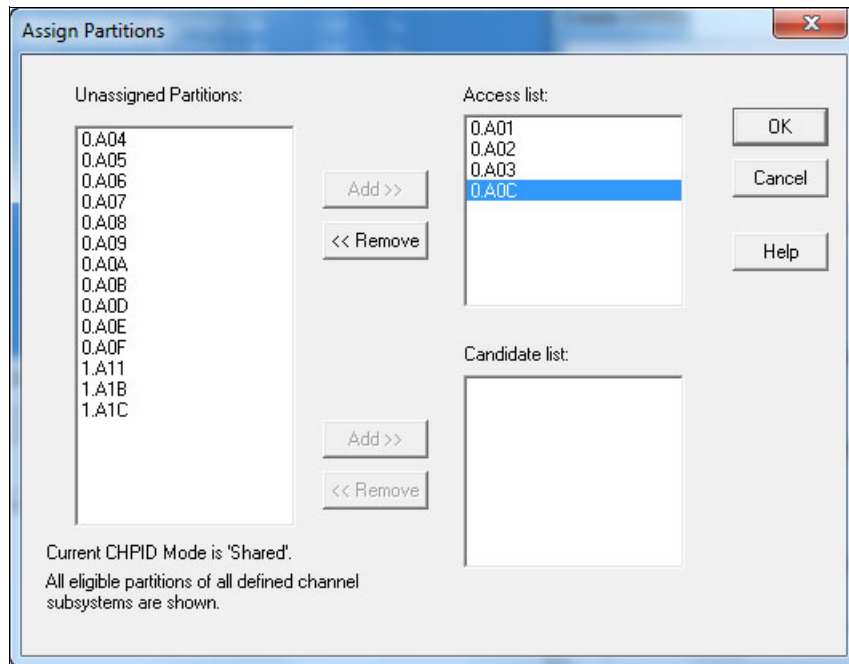 Assign Partitions
Unassigned Partitions:
0.A04
0.A05
0.A06
0.A07
0.A08
0.A09
0.A0A
0.A0B
0.A0D
0.A0E
0.A0F
1.A11
1.A1B
1.A1C
Add >>
<< Remove
Add >>
<< Remove
Access list:
0.A01
0.A02
0.A03
0.A0C
Candidate list:
OK
Cancel
Help
Current CHPID Mode is 'Shared'.
All eligible partitions of all defined channel
subsystems are shown.